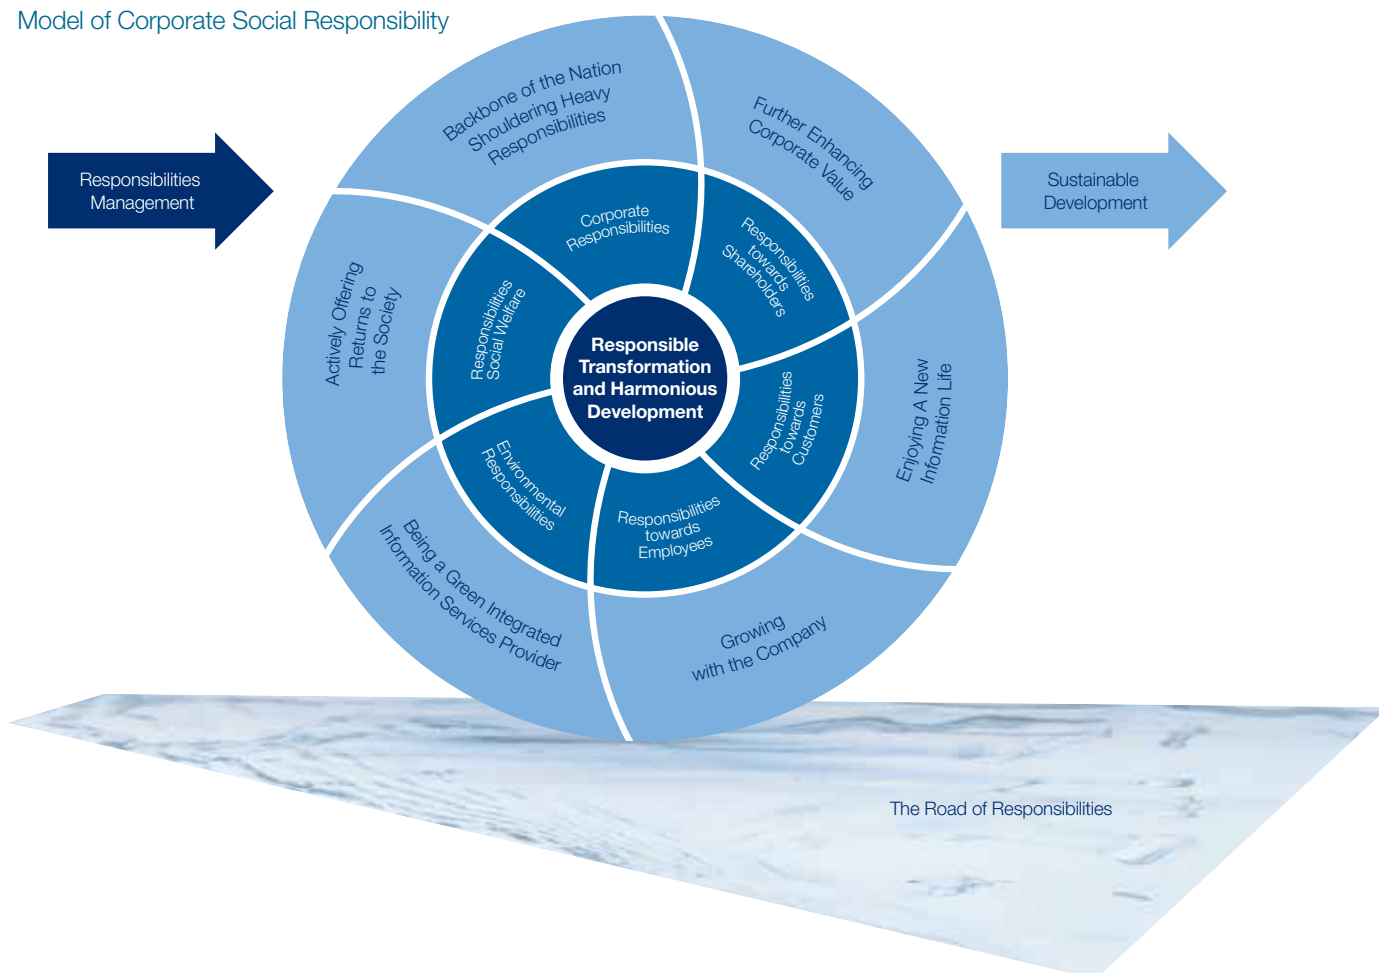 Model of Corporate Social Responsibility
Responsibilities
Management
Sustainable
Development
Backbone of the Nation
Shouldering Heavy
Responsibilities
Further Enhancing
Corporate Value
Enjoying A New
Information Life
Growing
with the Company
Being a Green Integrated
Information Services Provider
Actively Offering
Returns to
the Society
Corporate
Responsibilities
Responsibilities
towards
Shareholders
Responsibilities
towards
Customers
Responsibilities
towards
Employees
Environmental
Responsibilities
Responsibilities
Social Welfare
Responsible
Transformation
and Harmonious
Development
The Road of Responsibilities